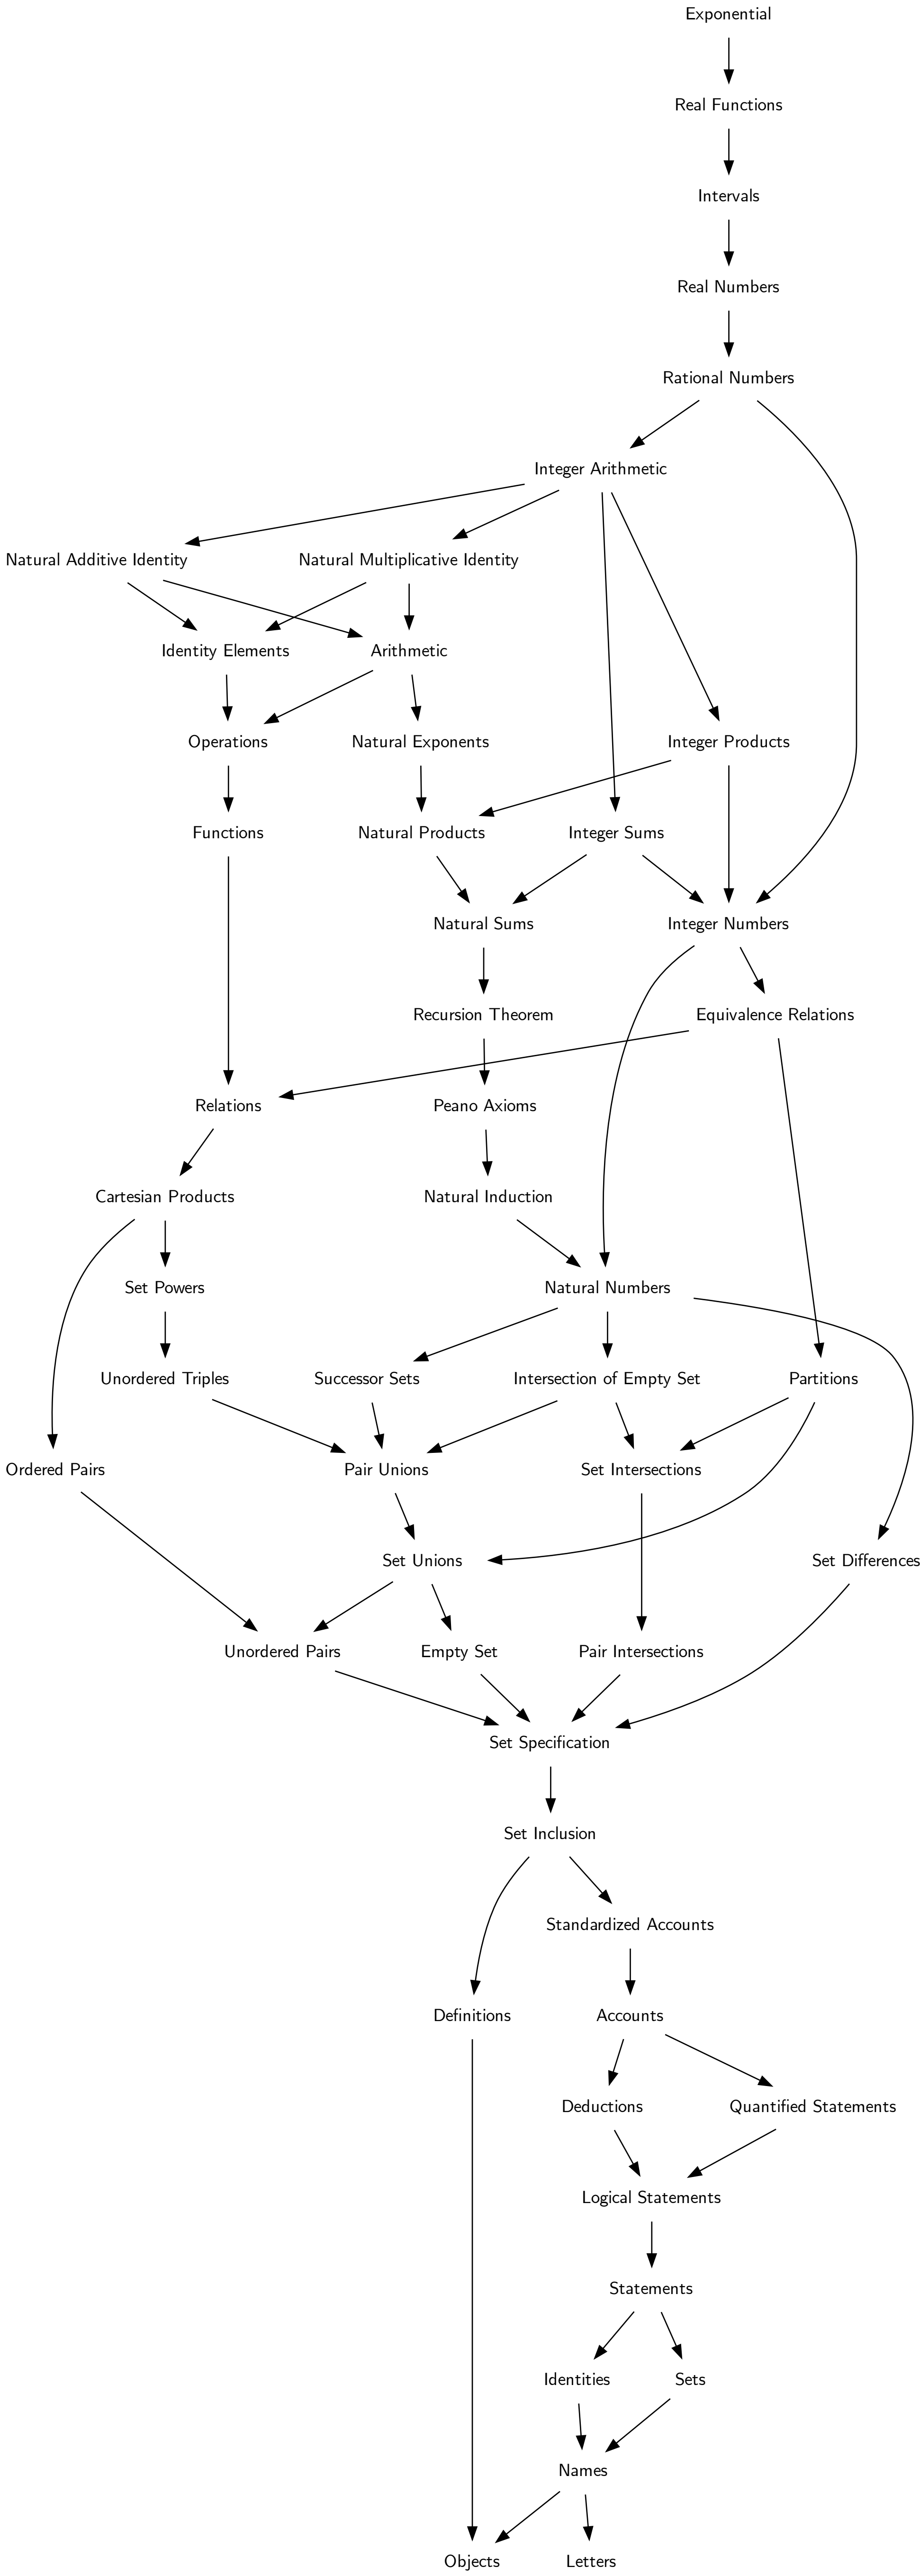 Exponential
Real Functions
Intervals
Real Numbers
Rational Numbers
Integer Arithmetic
Natural Additive Identity
Natural Multiplicative Identity
Identity Elements
Arithmetic
Operations
Natural Exponents
Integer Products
Functions
Natural Products
Integer Sums
Natural Sums
Integer Numbers
Recursion Theorem
Equivalence Relations
Relations
Peano Axioms
Cartesian Products
Natural Induction
Set Powers
Natural Numbers
Unordered Triples
Successor Sets
Intersection of Empty Set
Partitions
Ordered Pairs
Pair Unions
Set Intersections
Set Unions
Set Differences
Unordered Pairs
Empty Set
Pair Intersections
Set Specification
Set Inclusion
Standardized Accounts
Definitions
Accounts
Deductions
Quantified Statements
Logical Statements
Statements
Identities
Sets
Names
Objects
Letters